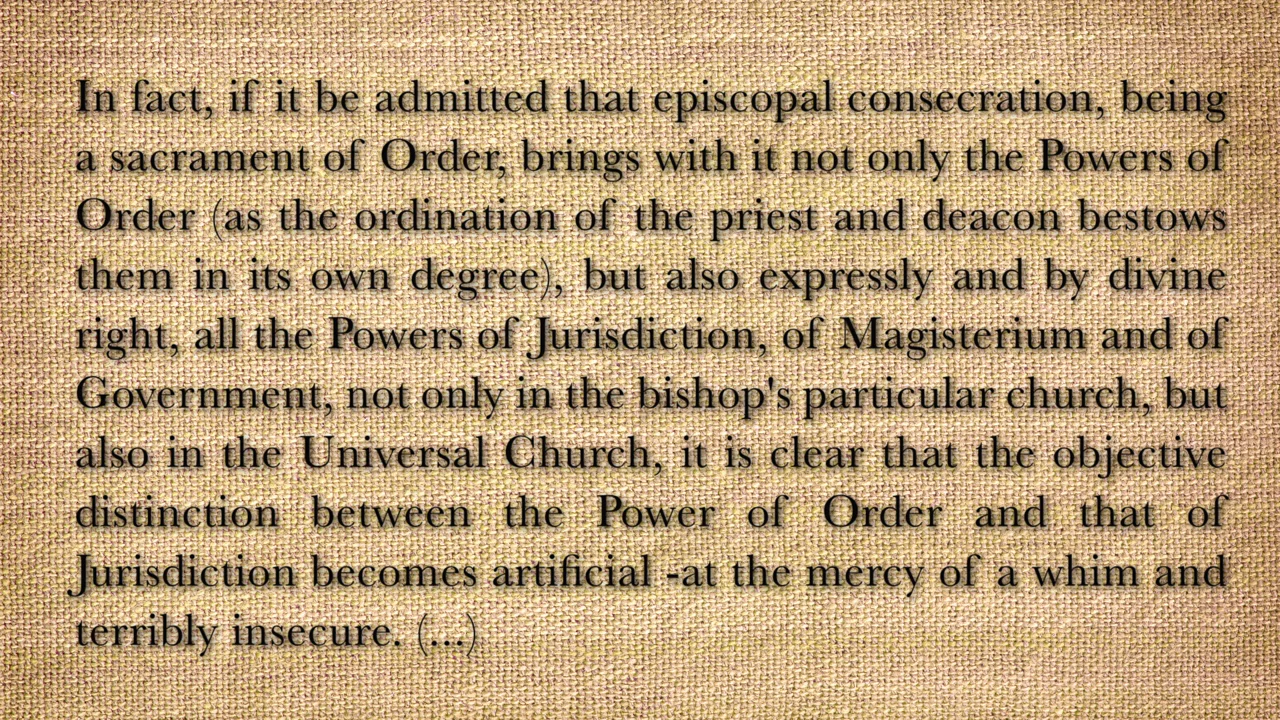 In fact, if it be admitted that episcopal consecration, being
a sacrament of Order, brings with it not only the Powers of
Order (as the ordination of the priest and deacon bestows
them in its own degree), but also expressly and by divine
right, all the Powers of Jurisdiction, of Magisterium and of
Government, not only in the bishop's particular church, but
also in the Universal Church, it is clear that the objective
distinction between the Power of Order and that of
Jurisdiction becomes artificial -at the mercy of a whim and
terribly insecure. (...)